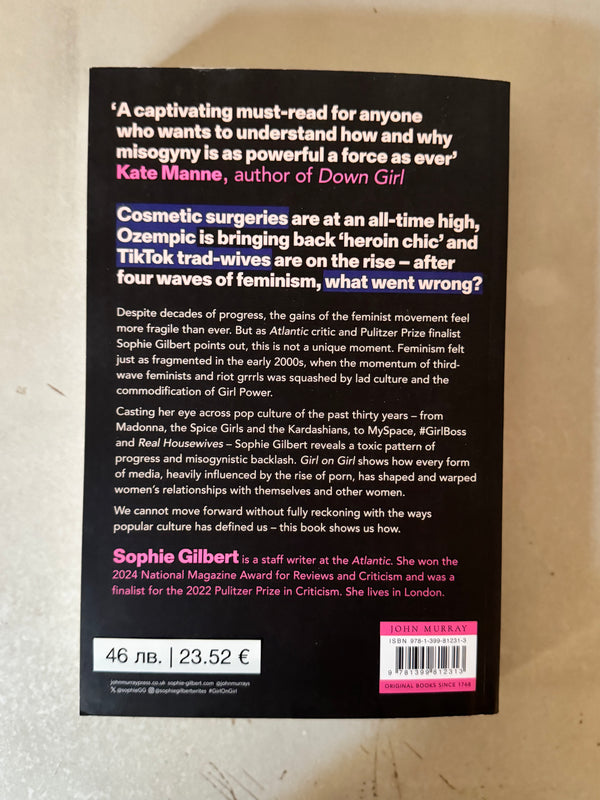 ‘A captivating must-read for anyone
who wants to understand how and why
misogyny is as powerful a force as ever’
Kate Manne, author of Down Girl
Cosmetic surgeries are at an all-time high,
Ozempic is bringing back ‘heroin chic’ and
TikTok trad-wives are on the rise – after
four waves of feminism, what went wrong?
Despite decades of progress, the gains of the feminist movement feel
more fragile than ever. But as Atlantic critic and Pulitzer Prize finalist
Sophie Gilbert points out, this is not a unique moment. Feminism felt
just as fragmented in the early 2000s, when the momentum of third-
wave feminists and riot grrrls was squashed by lad culture and the
commodification of Girl Power.
Casting her eye across pop culture of the past thirty years – from
Madonna, the Spice Girls and the Kardashians, to MySpace, #GirlBoss
and Real Housewives – Sophie Gilbert reveals a toxic pattern of
progress and misogynistic backlash. Girl on Girl shows how every form
of media, heavily influenced by the rise of porn, has shaped and warped
women’s relationships with themselves and other women.
We cannot move forward without fully reckoning with the ways
popular culture has defined us – this book shows us how.
Sophie Gilbert is a staff writer at the Atlantic. She won the
2024 National Magazine Award for Reviews and Criticism and was a
finalist for the 2022 Pulitzer Prize in Criticism. She lives in London.
46 лв. | 23.52 €
johnmurraypress.co.uk sophie-gilbert.com @johnmurrays
X @sophieGG @sophiegilbertwrites #GirlOnGirl
JOHN MURRAY
ISBN 978-1-399-81231-3
9 781399 812313
ORIGINAL BOOKS SINCE 1768